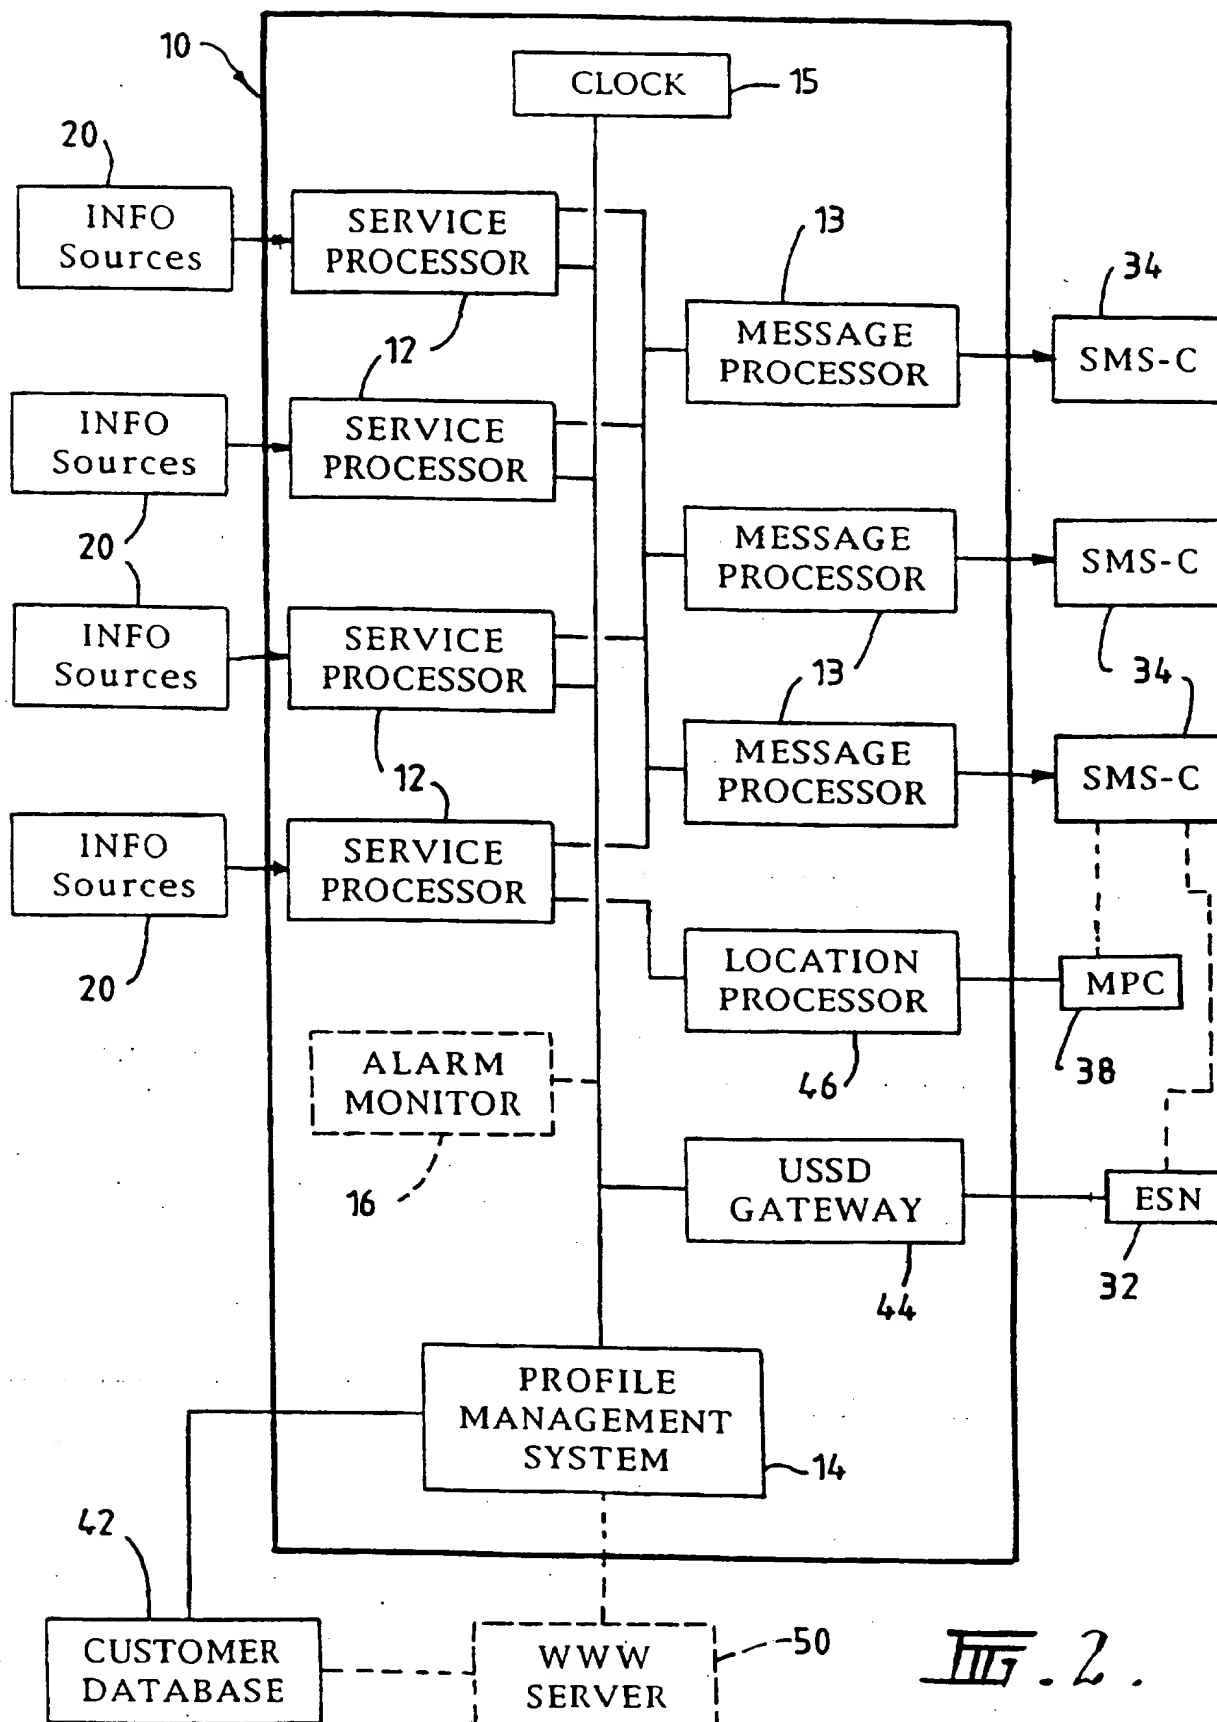 10
CLOCK
15
20
INFO
Sources
SERVICE
PROCESSOR
13
34
12
MESSAGE
PROCESSOR
SMS-C
INFO
Sources
SERVICE
PROCESSOR
20
MESSAGE
PROCESSOR
SMS-C
INFO
Sources
SERVICE
PROCESSOR
13
34
12
MESSAGE
PROCESSOR
SMS-C
INFO
Sources
SERVICE
PROCESSOR
20
LOCATION
PROCESSOR
MPC
ALARM
MONITOR
46
38
16
USSD
GATEWAY
ESN
44
32
PROFILE
MANAGEMENT
SYSTEM
14
42
CUSTOMER
DATABASE
WWW
SERVER
50
FIG. 2.